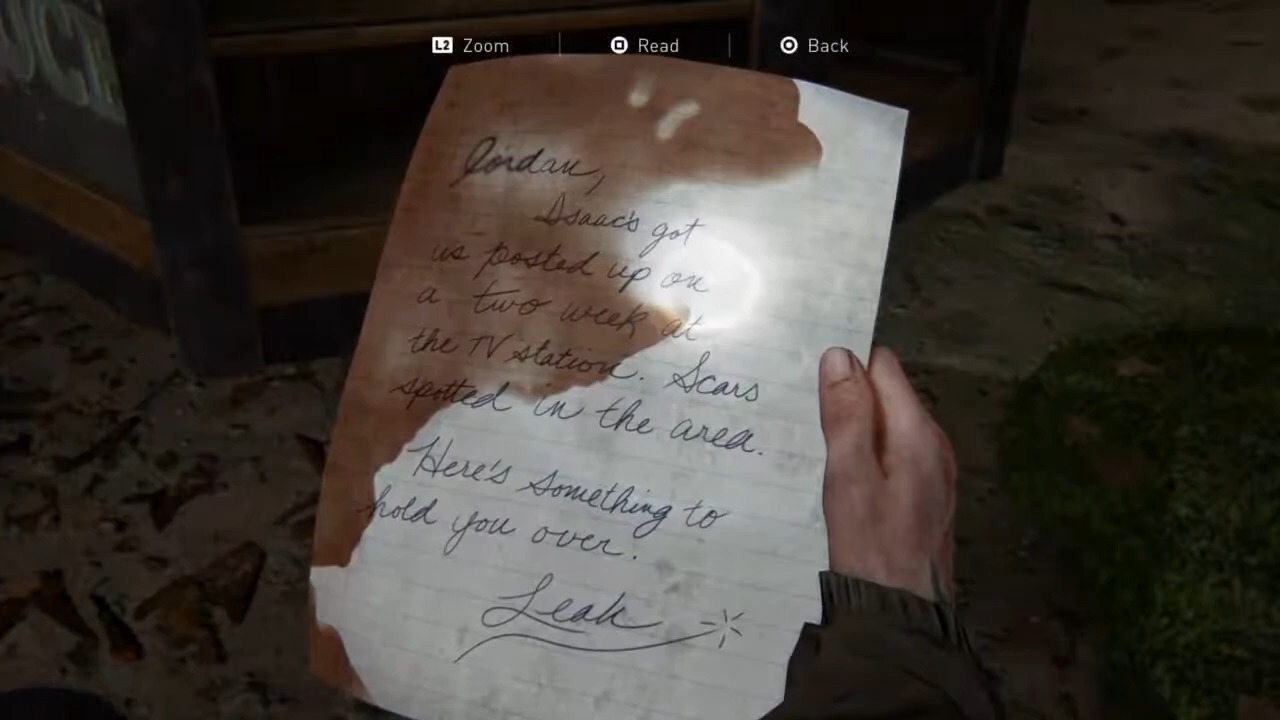 L2 Zoom Read Back
Jordan,
Isaac's got
us posted up on
a two week at
the TV station. Scars
spotted in the area.
Here's something to
hold you over.
Leah